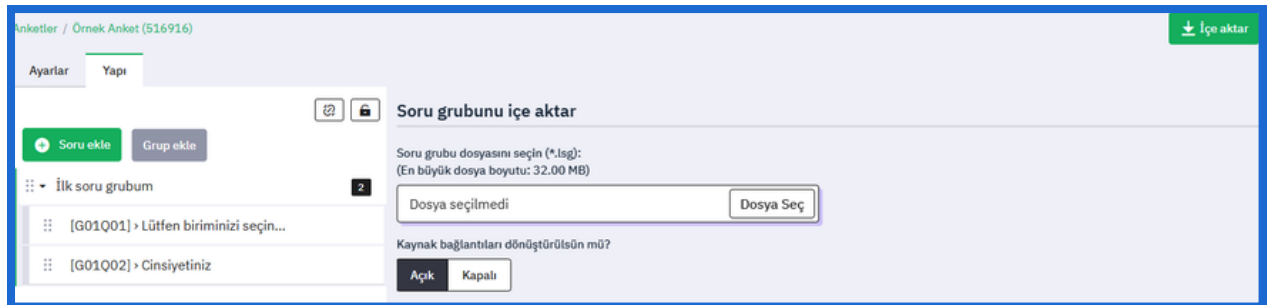 Anketler / Örnek Anket (516916)
İçe aktar
Ayarlar Yapı
Soru grubunu içe aktar
Soru ekle Grup ekle
Soru grubu dosyasını seçin (*.lsg):
(En büyük dosya boyutu: 32.00 MB)
İlk soru grubum 2
Dosya seçilmedi Dosya Seç
[G01Q01] › Lütfen biriminizi seçin...
Kaynak bağlantıları dönüştürülsün mü?
[G01Q02] › Cinsiyetiniz
Açık Kapalı